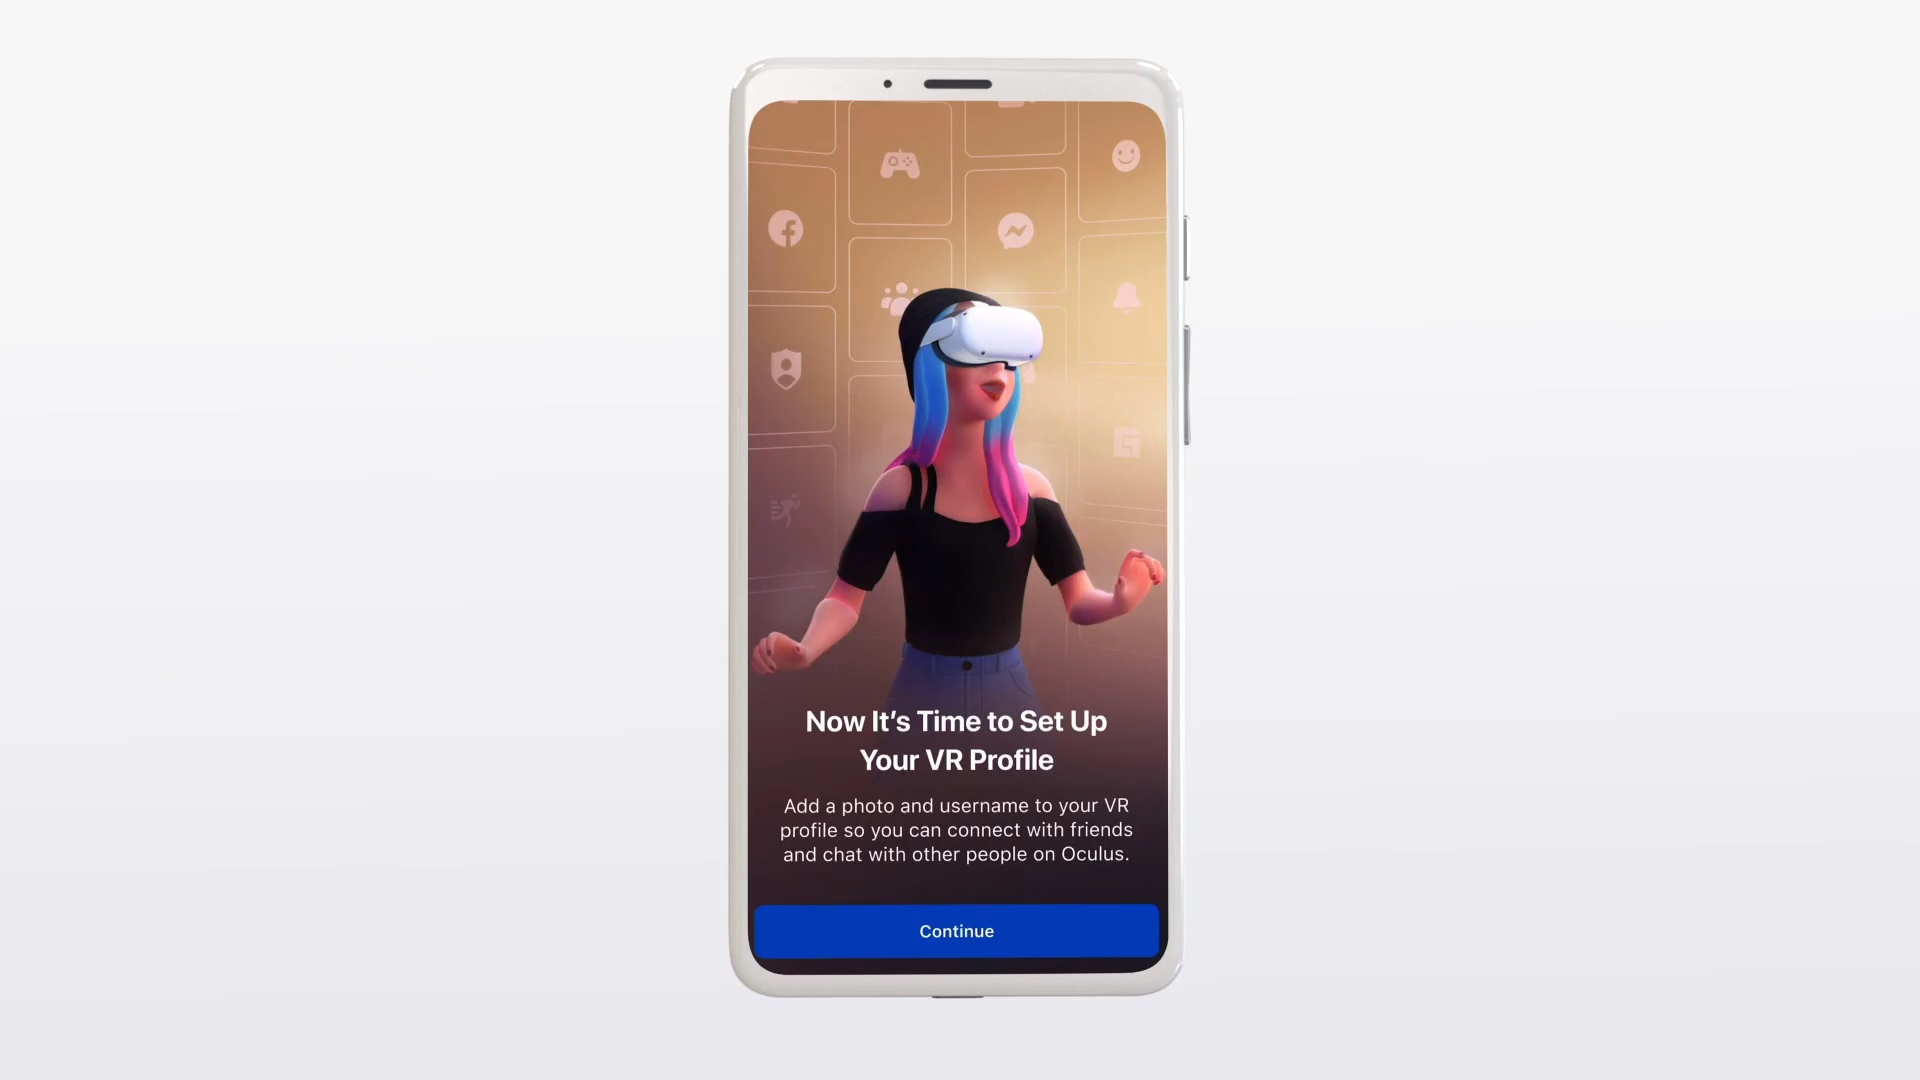 Now It's Time to Set Up
Your VR Profile
Add a photo and username to your VR
profile so you can connect with friends
and chat with other people on Oculus.
Continue